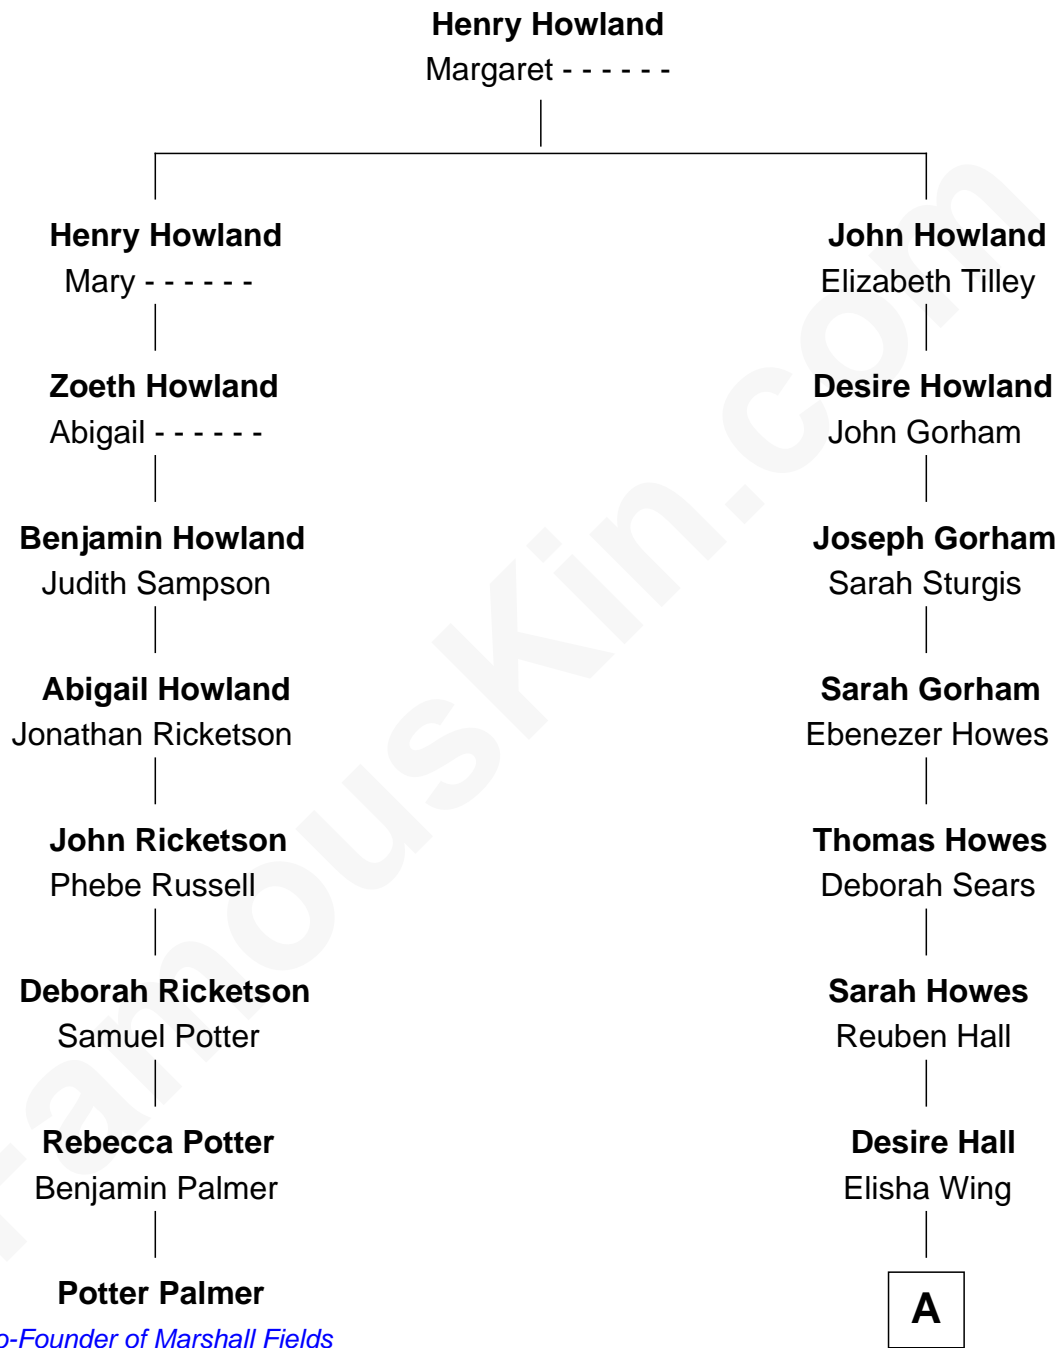 Henry Howland
Margaret - - - - - -
Henry Howland
Mary - - - - - -
John Howland
Elizabeth Tilley
Zoeth Howland
Abigail - - - - - -
Desire Howland
John Gorham
Benjamin Howland
Judith Sampson
Joseph Gorham
Sarah Sturgis
Abigail Howland
Jonathan Ricketson
Sarah Gorham
Ebenezer Howes
John Ricketson
Phebe Russell
Thomas Howes
Deborah Sears
Deborah Ricketson
Samuel Potter
Sarah Howes
Reuben Hall
Rebecca Potter
Benjamin Palmer
Desire Hall
Elisha Wing
Potter Palmer
o-Founder of Marshall Fields
A
FamousKin.com